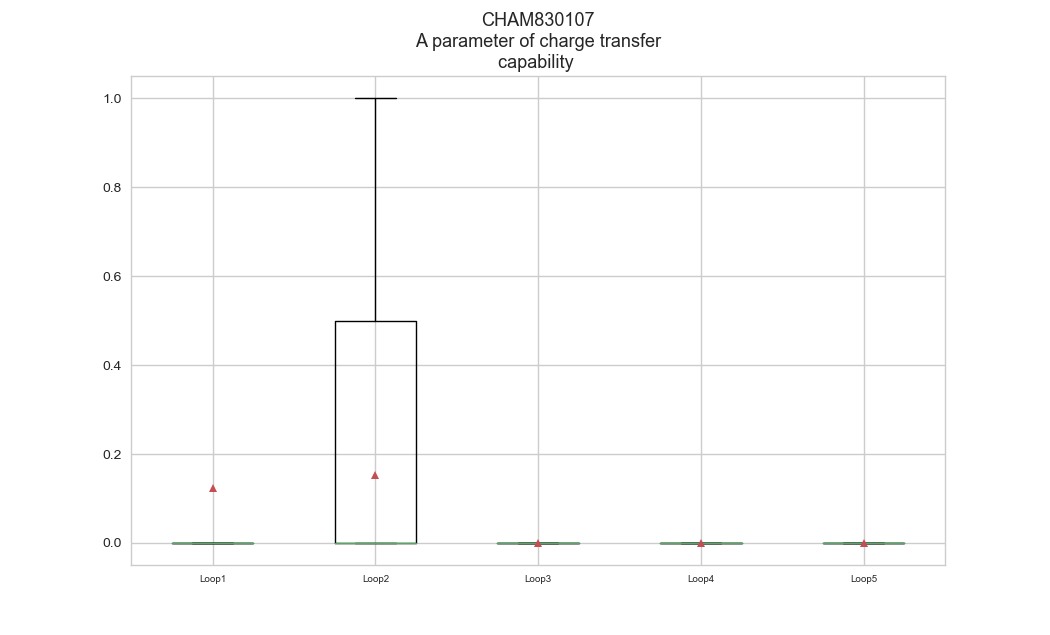 CHAM830107
A parameter of charge transfer
capability
1.0
0.8
0.6
0.4
0.2
0.0
Loop1
Loop2
Loop3
Loop4
Loop5